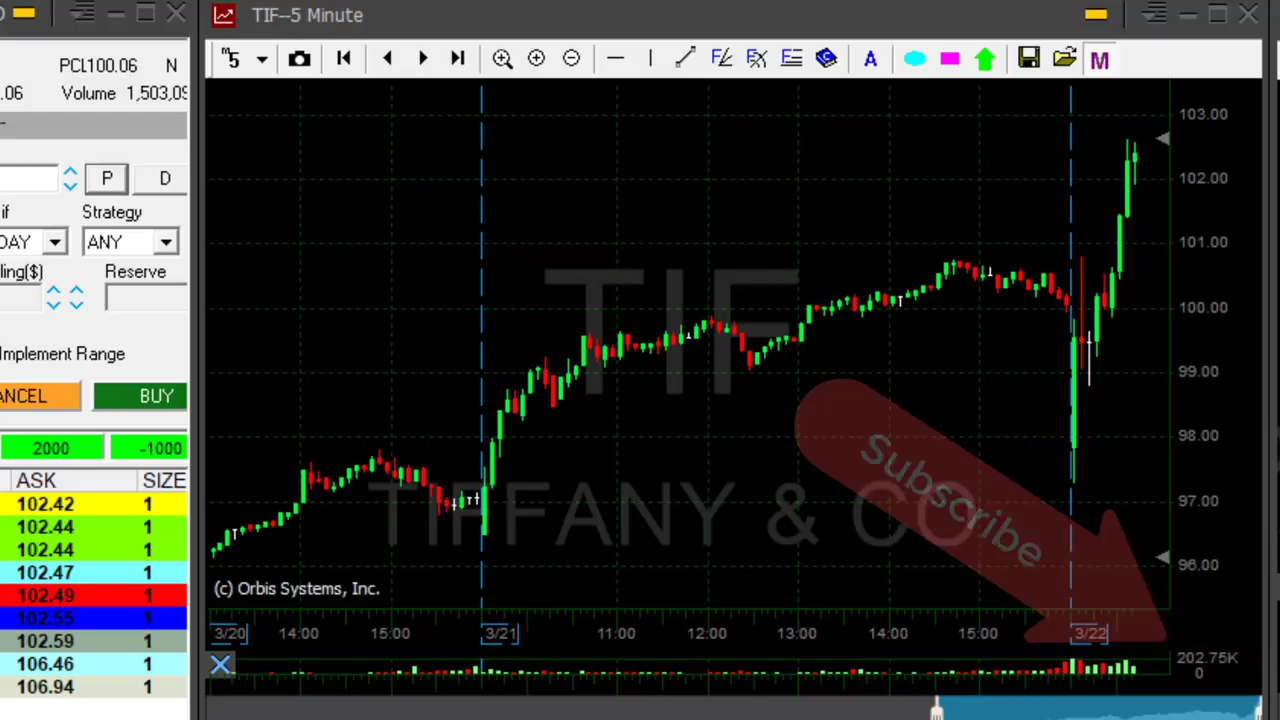 TIF--5 Minute
PCL100.06 N
.06 Volume 1,503,09
5
F
A
M
P D
if Strategy
DAY ANY
ling($) Reserve
Implement Range
ANCEL BUY
2000 -1000
ASK SIZE
102.42 1
102.44 1
102.44 1
102.47 1
102.49 1
102.55 1
102.59 1
106.46 1
106.94 1
TIF
TIFFANY & CO
Subscribe
103.00
102.00
101.00
100.00
99.00
98.00
97.00
96.00
(c) Orbis Systems, Inc.
3/20 14:00 15:00 3/21 11:00 12:00 13:00 14:00 15:00 3/22
202.75K
0